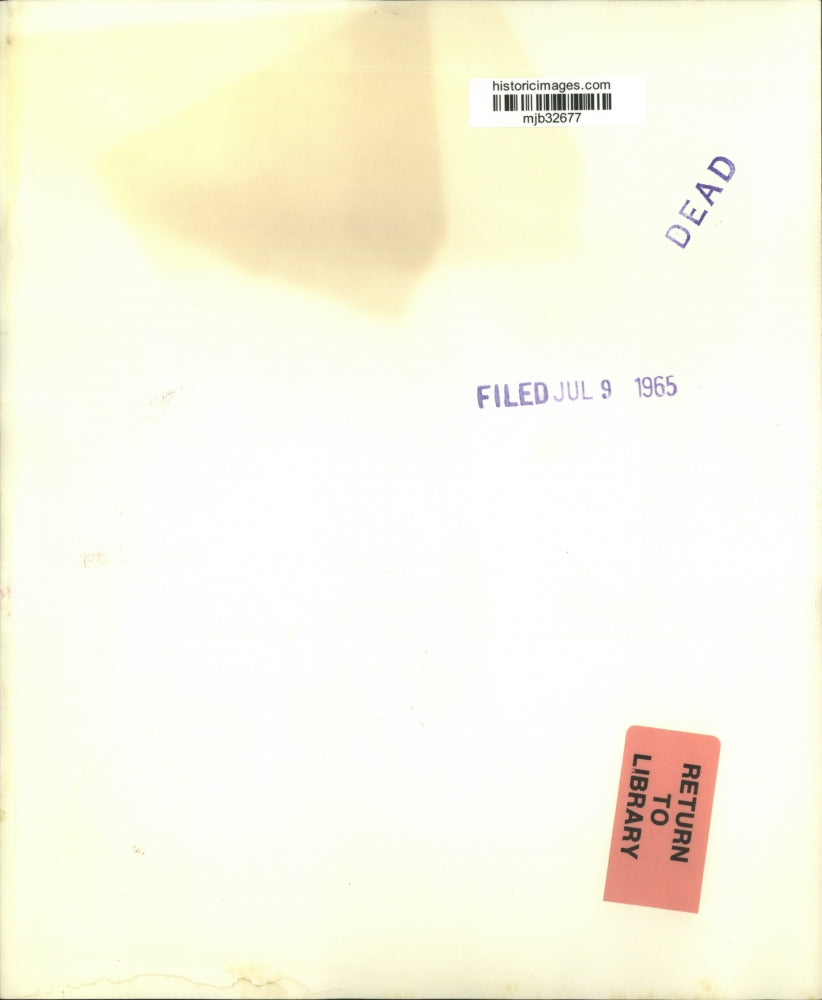 historicimages.com
mjb32677
DEAD
FILED JUL 9 1965
RETURN
TO
LIBRARY